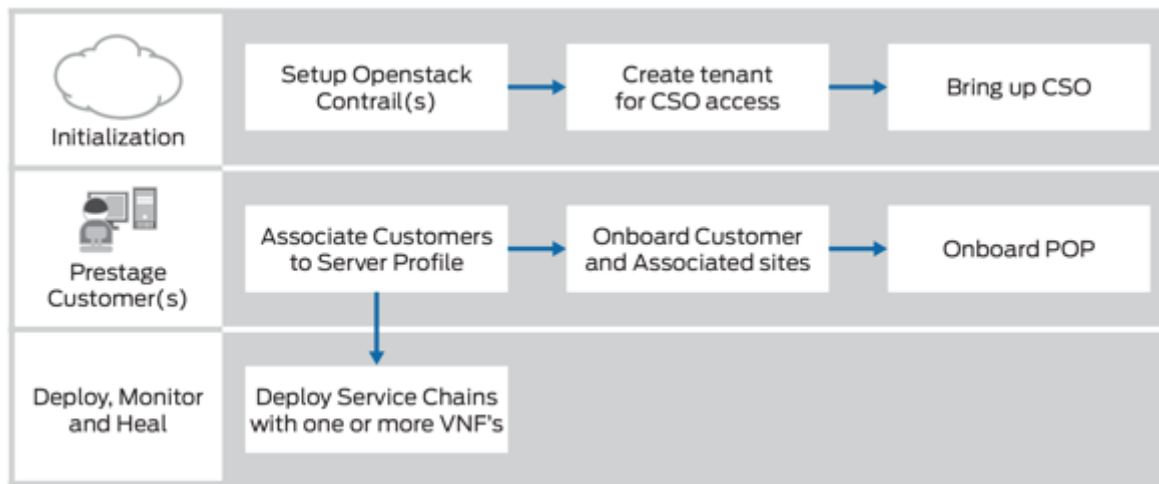 Initialization
Setup Openstack
Contrail(s)
Create tenant
for CSO access
Bring up CSO
Prestage
Customer(s)
Associate Customers
to Server Profile
Onboard Customer
and Associated sites
Onboard POP
Deploy, Monitor
and Heal
Deploy Service Chains
with one or more VNF's